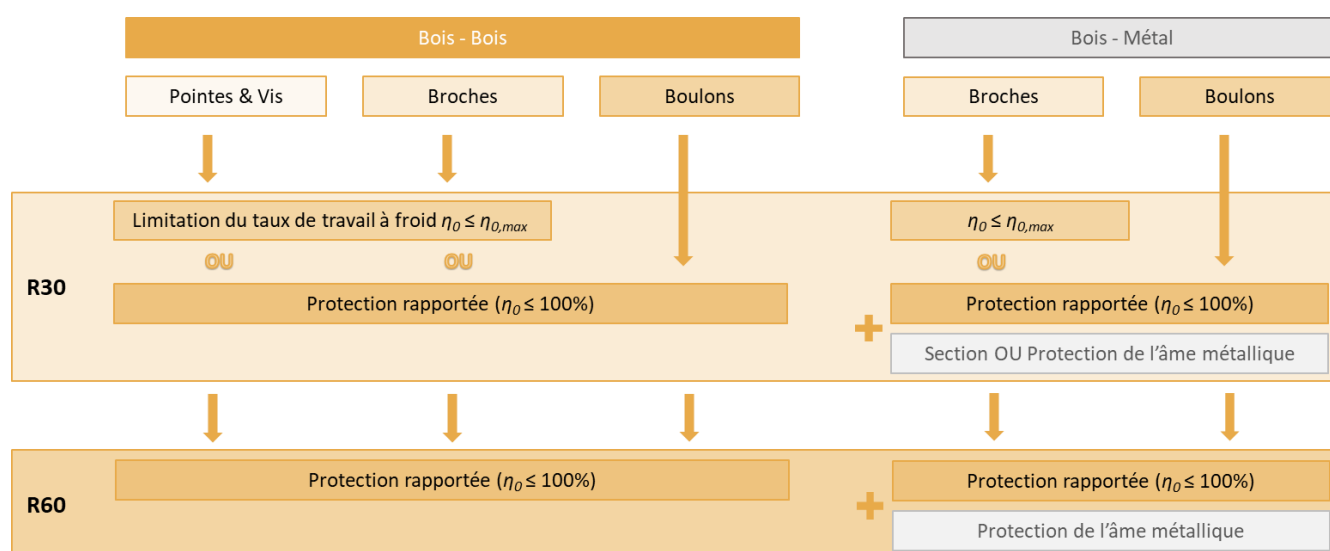 Bois - Bois
Bois - Métal
Pointes & Vis
Broches
Boulons
Broches
Boulons
Limitation du taux de travail à froid η0 ≤ η0,max
η0 ≤ η0,max
OU
OU
OU
R30
Protection rapportée (η0 ≤ 100%)
Protection rapportée (η0 ≤ 100%)
Section OU Protection de l'âme métallique
Protection rapportée (η0 ≤ 100%)
Protection rapportée (η0 ≤ 100%)
R60
Protection de l'âme métallique